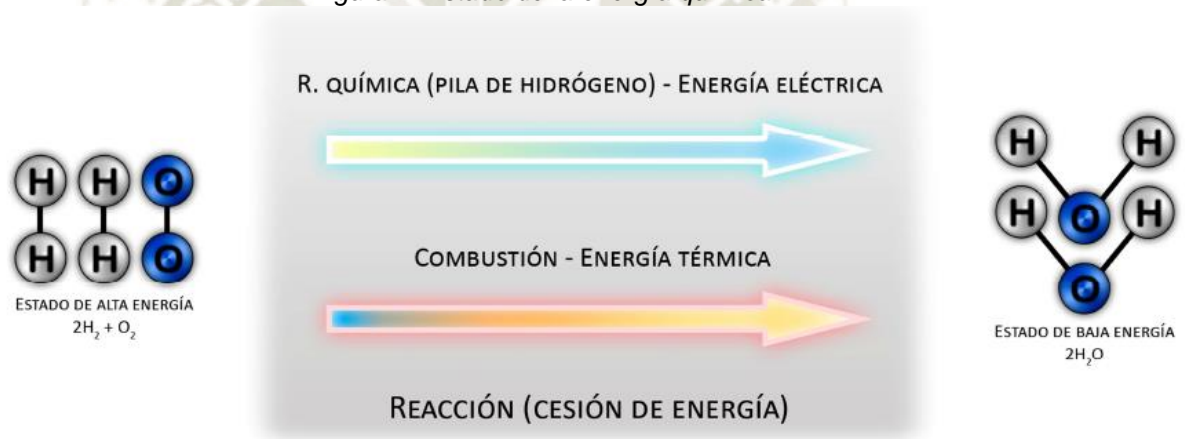 R. QUÍMICA (PILA DE HIDRÓGENO) - ENERGÍA ELÉCTRICA
H H O
H H O
ESTADO DE ALTA ENERGÍA
2H₂ + O₂
COMBUSTIÓN - ENERGÍA TÉRMICA
REACCIÓN (CESIÓN DE ENERGÍA)
H H
H O H
O
ESTADO DE BAJA ENERGÍA
2H₂O